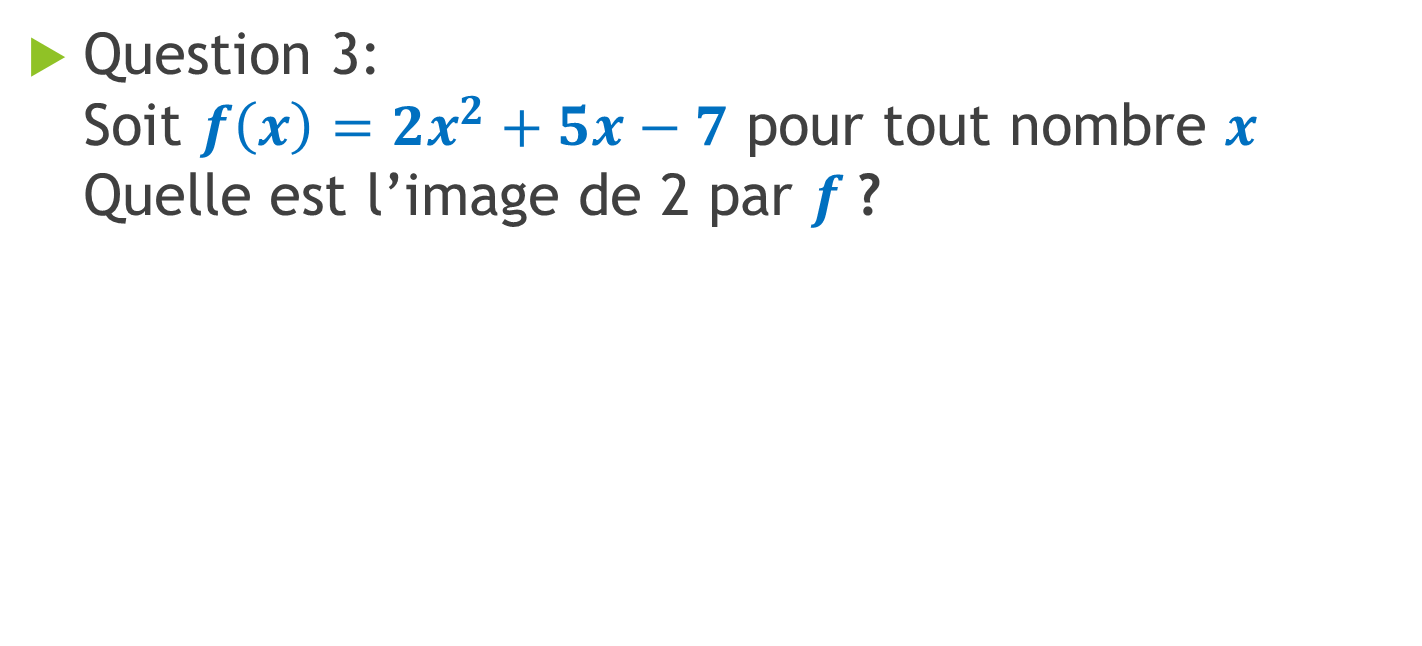 Question 3:
Soit f(x) = 2x² + 5x − 7 pour tout nombre x
Quelle est l’image de 2 par f ?